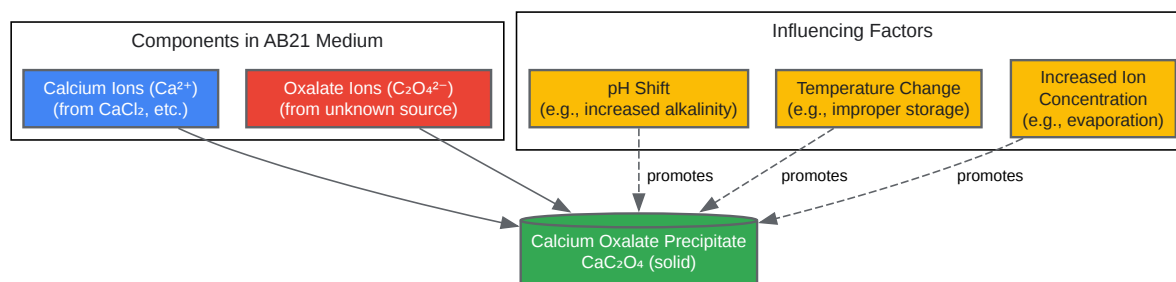 Components in AB21 Medium
Influencing Factors
Calcium Ions (Ca²⁺)
(from CaCl₂, etc.)
Oxalate Ions (C₂O₄²⁻)
(from unknown source)
pH Shift
(e.g., increased alkalinity)
Temperature Change
(e.g., improper storage)
Increased Ion
Concentration
(e.g., evaporation)
promotes
promotes
promotes
Calcium Oxalate Precipitate
CaC₂O₄ (solid)